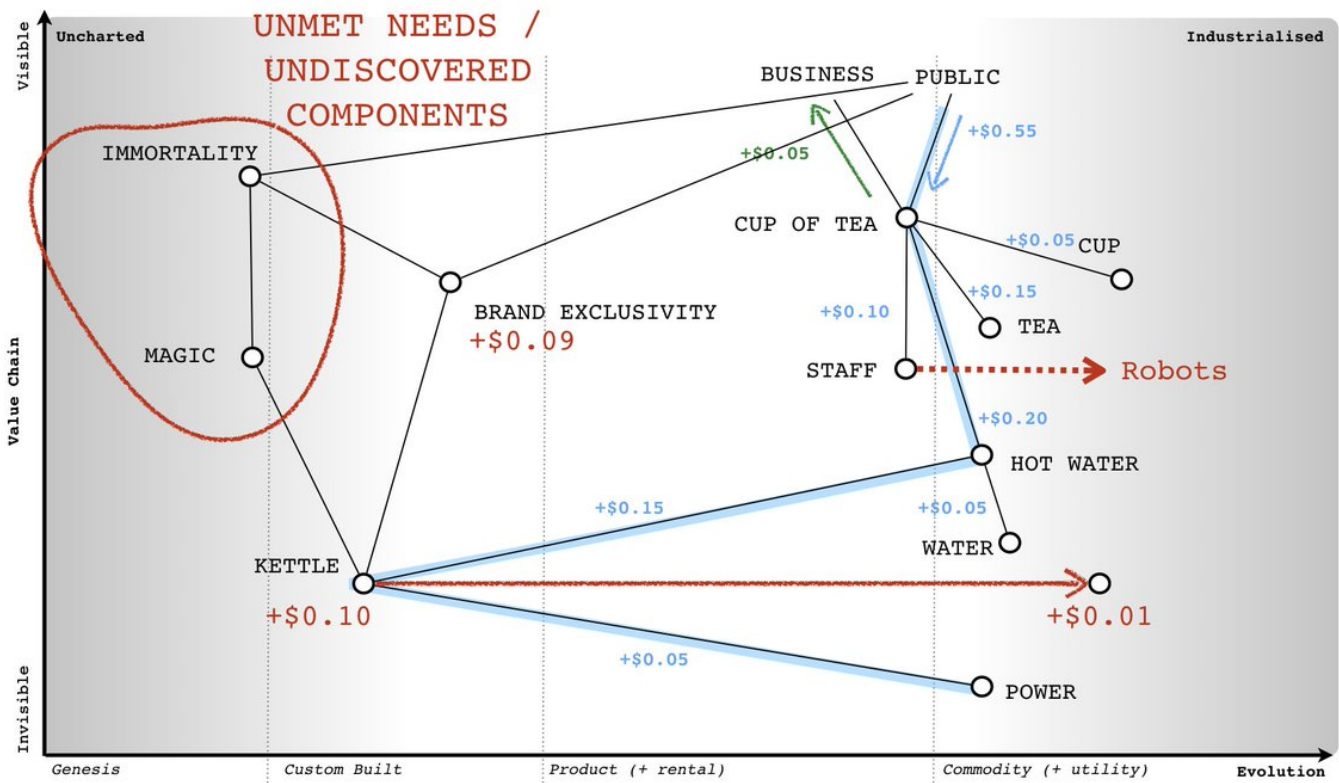 Visible
Uncharted
UNMET NEEDS /
UNDISCOVERED
COMPONENTS
Industrialised
BUSINESS
PUBLIC
+$0.55
+$0.05
IMMORTALITY
CUP OF TEA
+$0.05
CUP
BRAND EXCLUSIVITY
+$0.09
+$0.10
+$0.15
TEA
MAGIC
STAFF
Robots
Value Chain
+$0.20
HOT WATER
+$0.15
+$0.05
WATER
KETTLE
+$0.10
+$0.01
+$0.05
POWER
Invisible
Genesis
Custom Built
Product (+ rental)
Commodity (+ utility)
Evolution